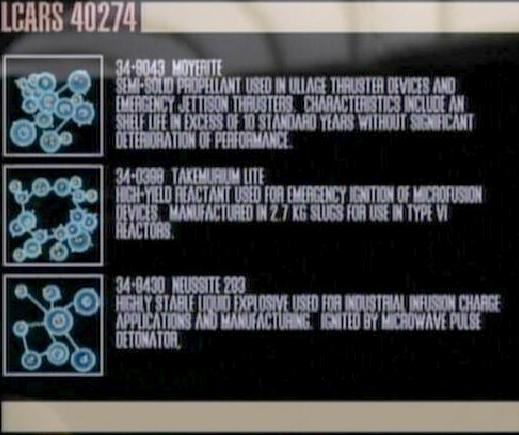 LCARS 40274
34-9043 MOYERITE
SEMI-SOLID PROPELLANT USED IN ULLAGE THRUSTER DEVICES AND
EMERGENCY JETTISON THRUSTERS. CHARACTERISTICS INCLUDE AN
SHELF LIFE IN EXCESS OF 10 STANDARD YEARS WITHOUT SIGNIFICANT
DETERIORATION OF PERFORMANCE.
34-0398 TAKEMURIUM LITE
HIGH-YIELD REACTANT USED FOR EMERGENCY IGNITION OF MICROFUSION
DEVICES. MANUFACTURED IN 2.7 KG SLUGS FOR USE IN TYPE VI
REACTORS.
34-9430 NEUSSITE 283
HIGHLY STABLE LIQUID EXPLOSIVE USED FOR INDUSTRIAL INFUSION CHARGE
APPLICATIONS AND MANUFACTURING. IGNITED BY MICROWAVE PULSE
DETONATOR.